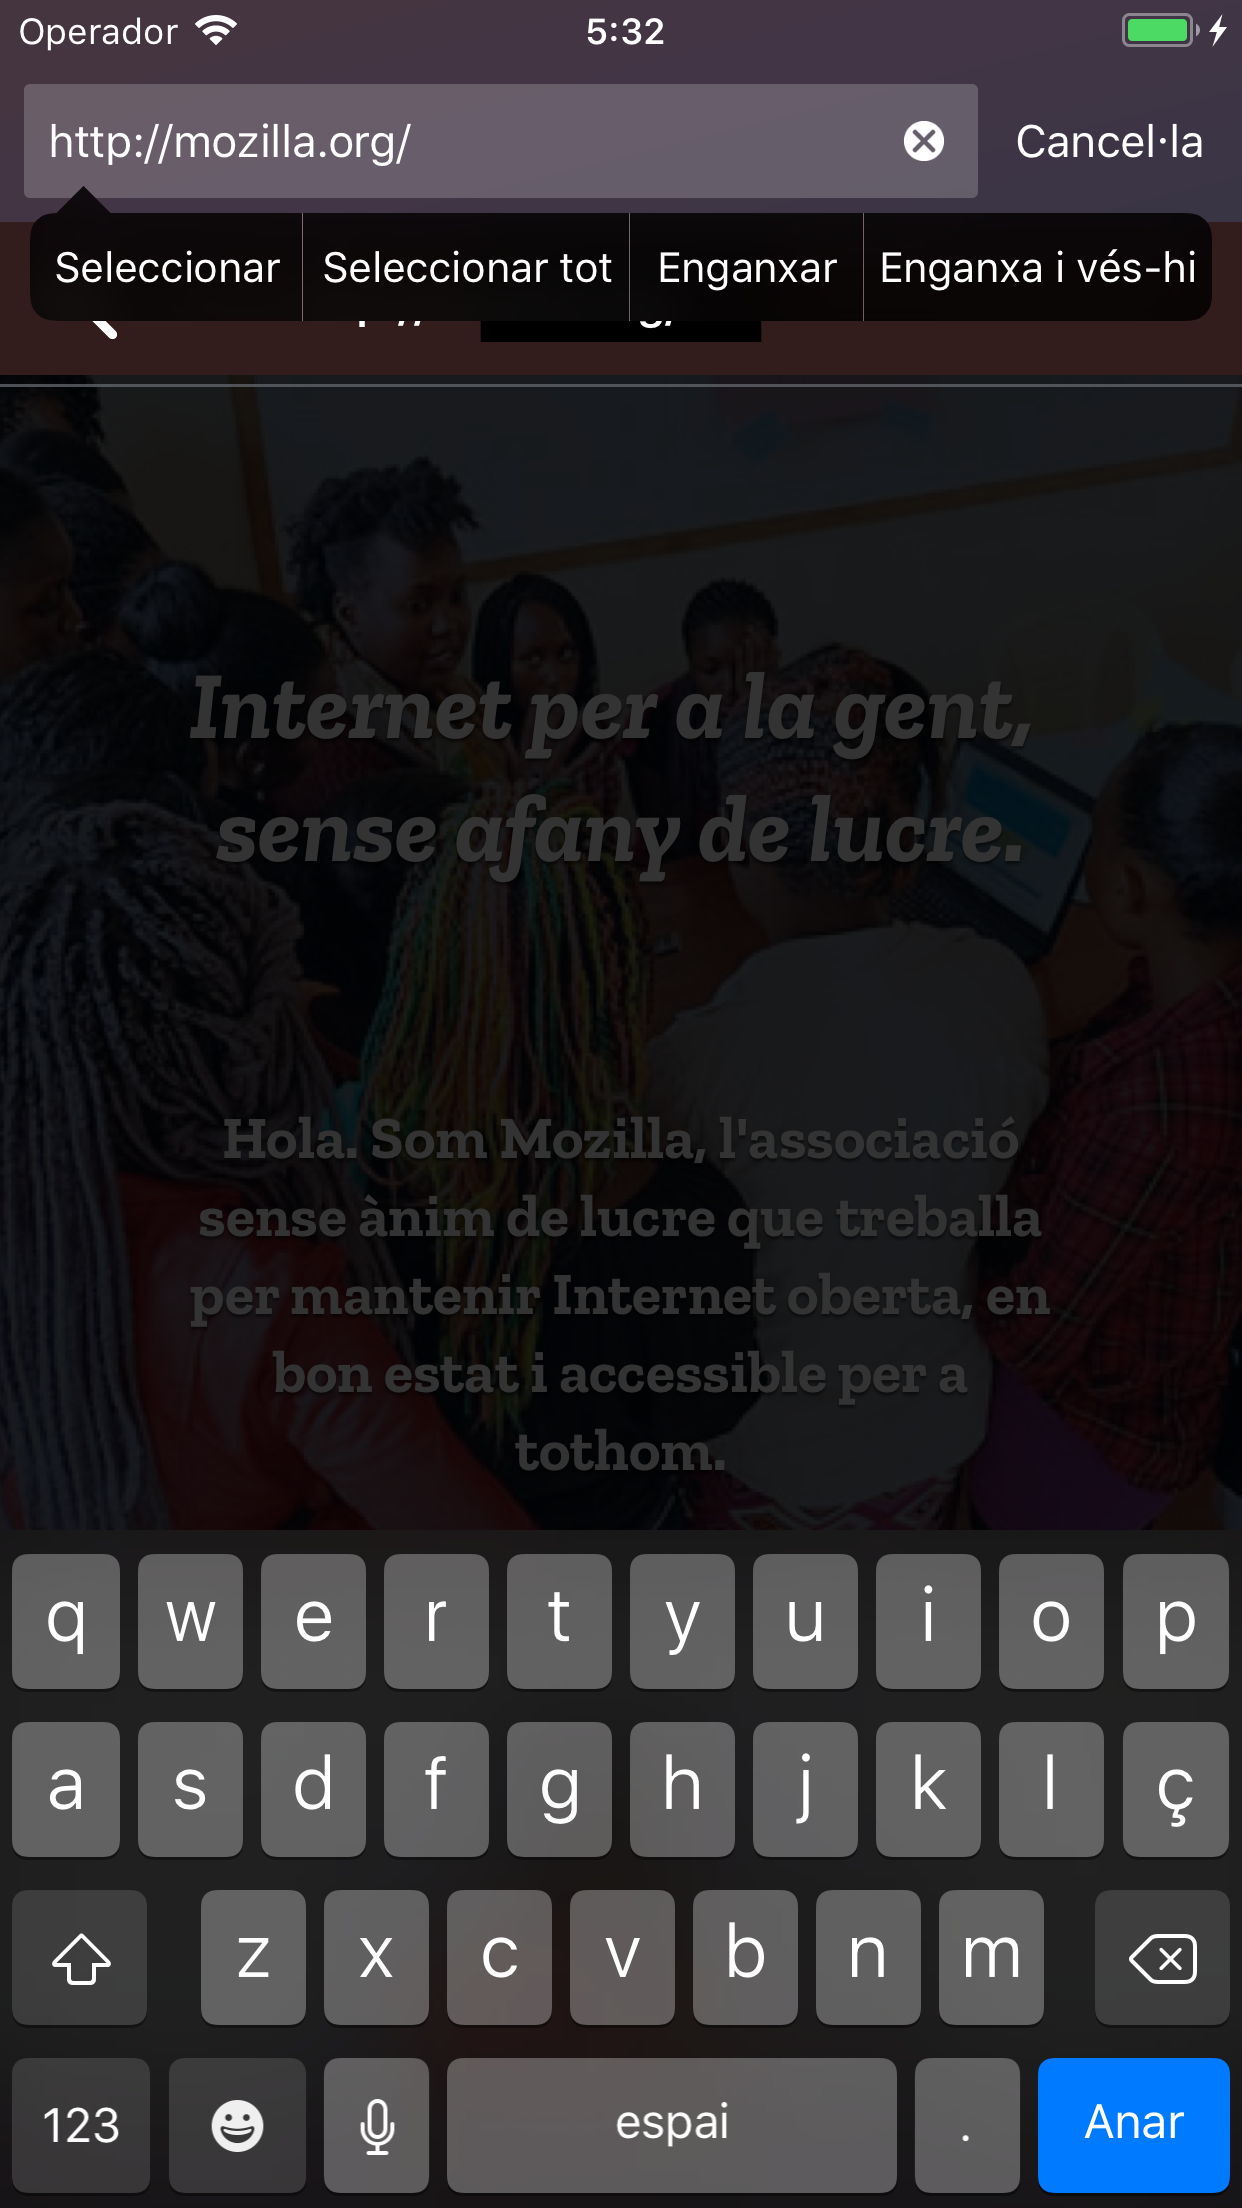 Operador 5:32
http://mozilla.org/ Cancel·la
Seleccionar Seleccionar tot Enganxar Enganxa i vés-hi
Internet per a la gent,
sense afany de lucre.
Hola. Som Mozilla, l'associació
sense ànim de lucre que treballa
per mantenir Internet oberta, en
bon estat i accessible per a
tothom.
q w e r t y u i o p
a s d f g h j k l ç
z x c v b n m
123 espai . Anar